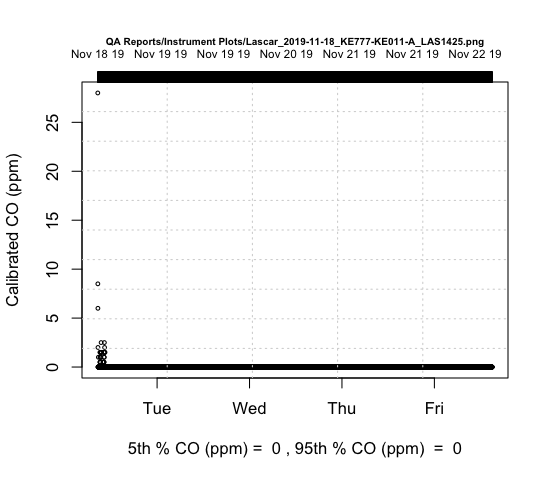 QA Reports/Instrument Plots/Lascar_2019-11-18_KE777-KE011-A_LAS1425.png
Nov 18 19 Nov 19 19 Nov 19 19 Nov 20 19 Nov 21 19 Nov 21 19 Nov 22 19
Calibrated CO (ppm)
25
20
15
10
5
0
Tue Wed Thu Fri
5th % CO (ppm) = 0 , 95th % CO (ppm) = 0